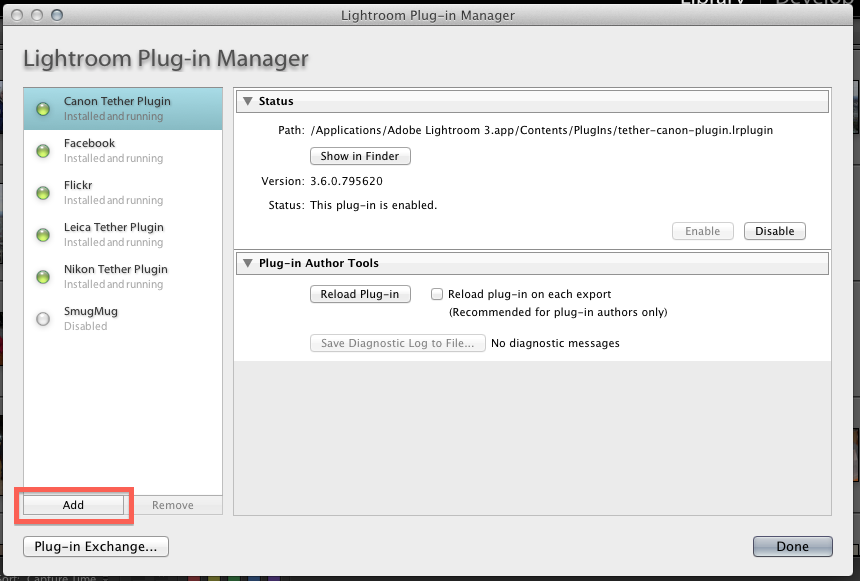 Library | Develop
Lightroom Plug-in Manager
Lightroom Plug-in Manager
Canon Tether Plugin
Installed and running
Facebook
Installed and running
Flickr
Installed and running
Leica Tether Plugin
Installed and running
Nikon Tether Plugin
Installed and running
SmugMug
Disabled
Add
Remove
Plug-in Exchange...
Status
Path: /Applications/Adobe Lightroom 3.app/Contents/PlugIns/tether-canon-plugin.lrplugin
Show in Finder
Version: 3.6.0.795620
Status: This plug-in is enabled.
Enable Disable
Plug-in Author Tools
Reload Plug-in Reload plug-in on each export
(Recommended for plug-in authors only)
Save Diagnostic Log to File... No diagnostic messages
Done
Capture Time